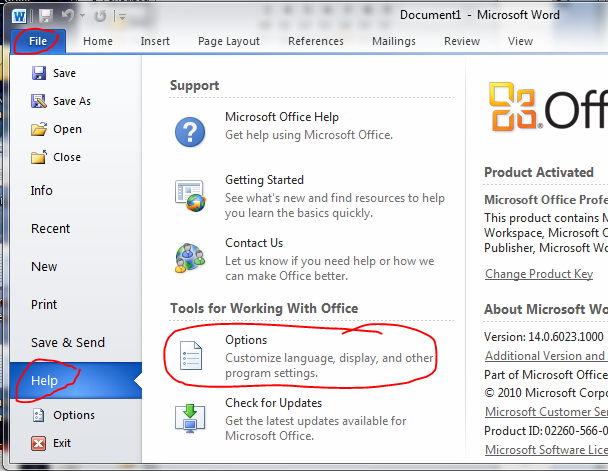 Document1 - Microsoft Word
File Home Insert Page Layout References Mailings Review View
Save
Save As
Open
Close
Info
Recent
New
Print
Save & Send
Help
Options
Exit
Support
Microsoft Office Help
Get help using Microsoft Office.
Getting Started
See what's new and find resources to help
you learn the basics quickly.
Contact Us
Let us know if you need help or how we
can make Office better.
Tools for Working With Office
Options
Customize language, display, and other
program settings.
Check for Updates
Get the latest updates available for
Microsoft Office.
Product Activated
Microsoft Office Profe
This product contains M
Workspace, Microsoft O
Publisher, Microsoft Wor
Change Product Key
About Microsoft Wo
Version: 14.0.6023.1000
Additional Version and
Part of Microsoft Office
© 2010 Microsoft Corpo
Microsoft Customer Ser
Product ID: 02260-566-0
Microsoft Software Lice